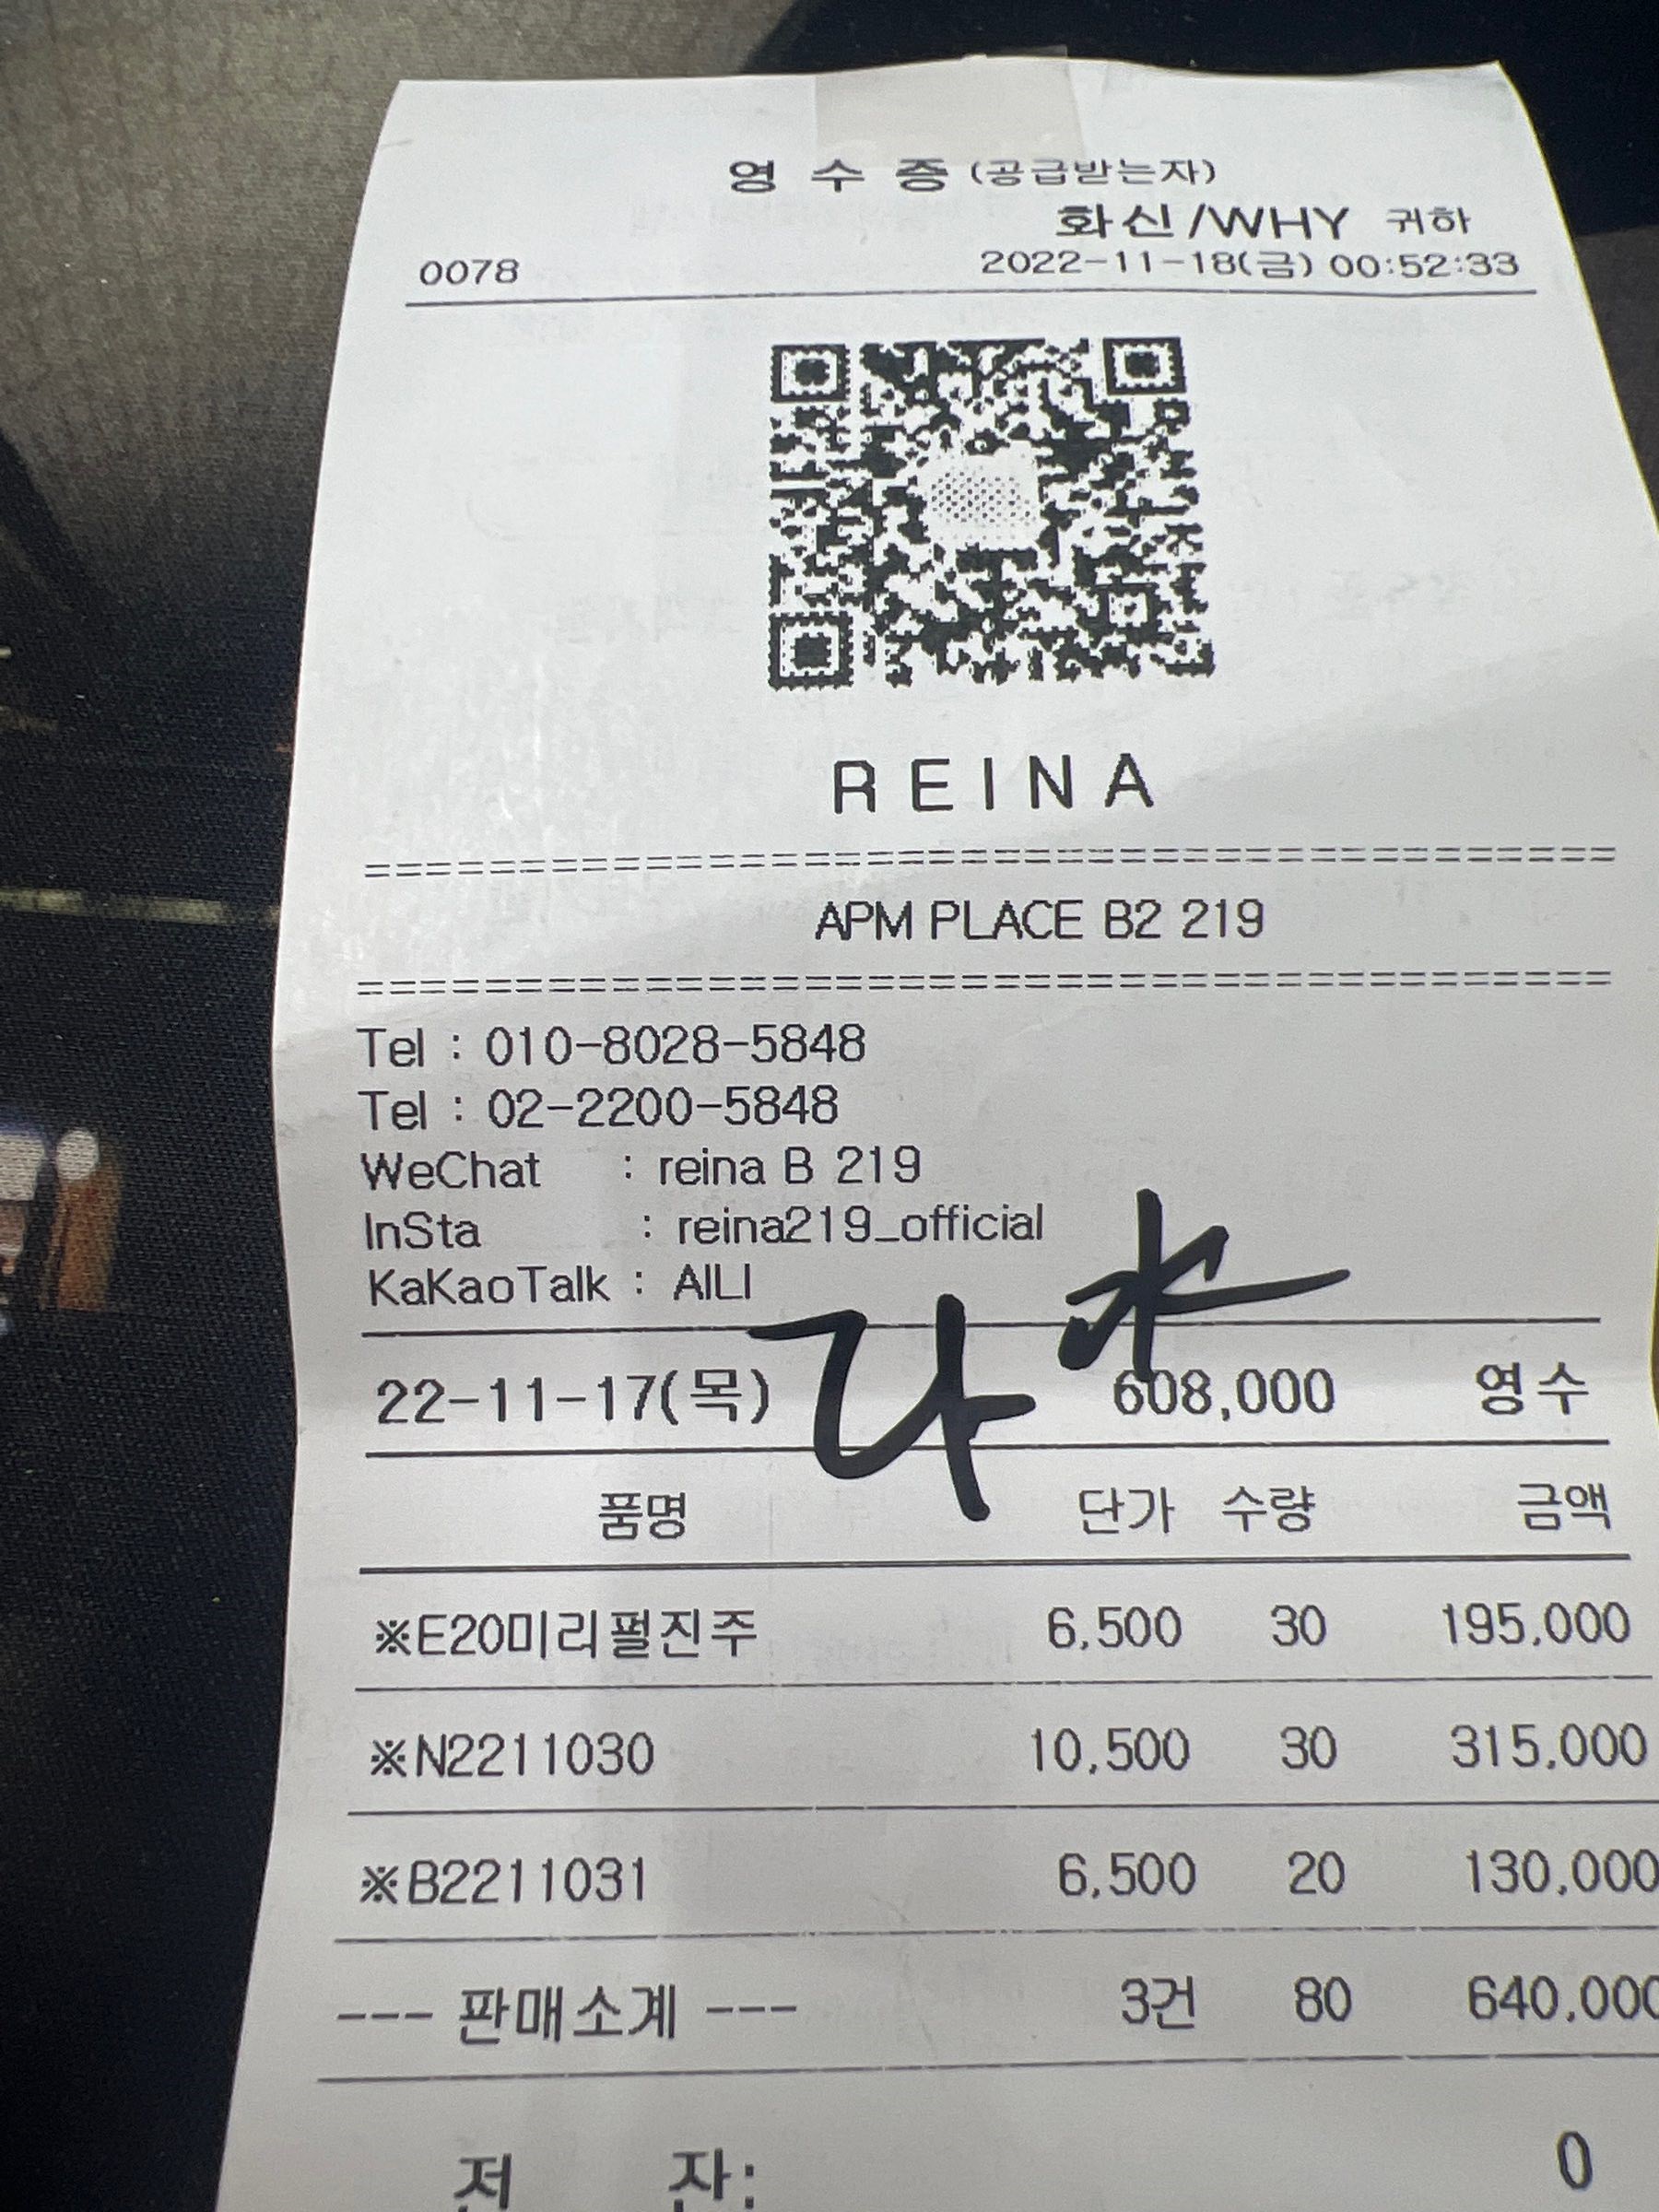 영 수 증 (공급받는자)
화신/WHY 귀하
0078 2022-11-18(금) 00:52:33
REINA
=======================================
APM PLACE B2 219
=======================================
Tel : 010-8028-5848
Tel : 02-2200-5848
WeChat : reina B 219
InSta : reina219_official
KaKaoTalk : AILI
22-11-17(목) 608,000 영수
품명 단가 수량 금액
※E20미리펄진주 6,500 30 195,000
※N2211030 10,500 30 315,000
※B2211031 6,500 20 130,000
--- 판매소계 --- 3건 80 640,000
전 잔: 0